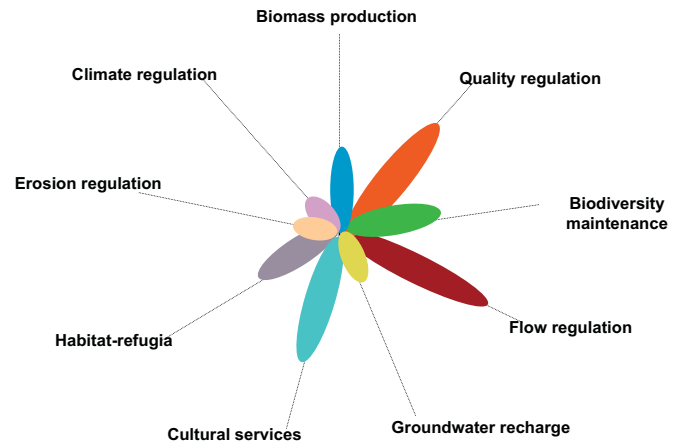 Biomass production
Climate regulation
Quality regulation
Erosion regulation
Biodiversity
maintenance
Flow regulation
Habitat-refugia
Groundwater recharge
Cultural services